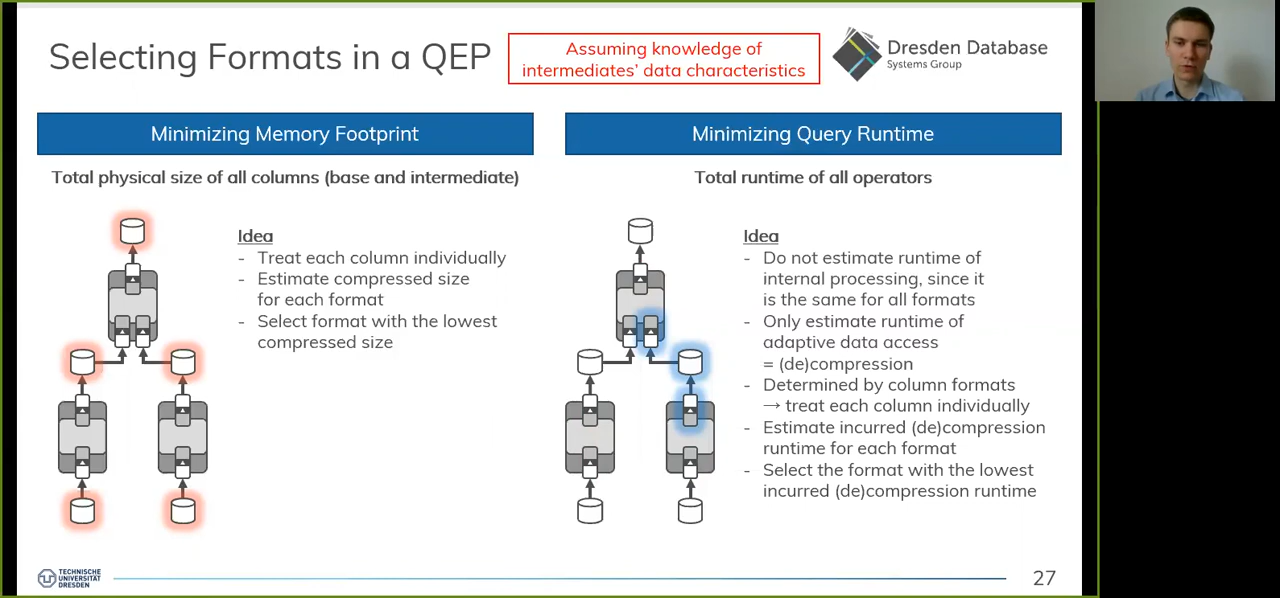 Selecting Formats in a QEP
Assuming knowledge of
intermediates' data characteristics
Dresden Database
Systems Group
Minimizing Memory Footprint
Total physical size of all columns (base and intermediate)
Idea
- Treat each column individually
- Estimate compressed size
for each format
- Select format with the lowest
compressed size
Minimizing Query Runtime
Total runtime of all operators
Idea
- Do not estimate runtime of
internal processing, since it
is the same for all formats
- Only estimate runtime of
adaptive data access
= (de)compression
- Determined by column formats
→ treat each column individually
- Estimate incurred (de)compression
runtime for each format
- Select the format with the lowest
incurred (de)compression runtime
TECHNISCHE
UNIVERSITÄT
DRESDEN
27